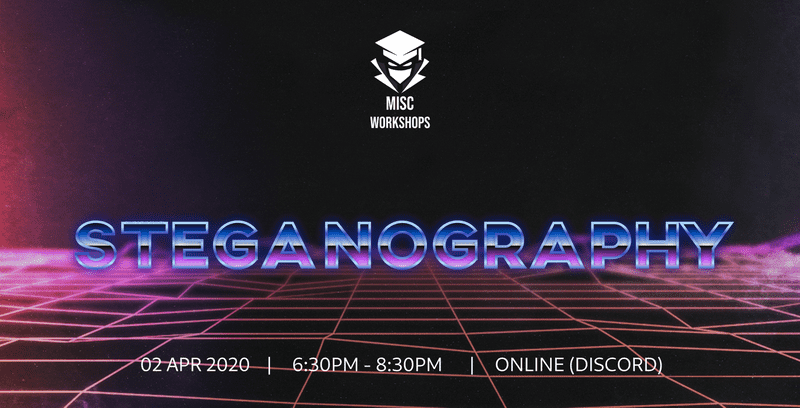 MISC
WORKSHOPS
STEGANOGRAPHY
02 APR 2020 | 6:30PM - 8:30PM | ONLINE (DISCORD)